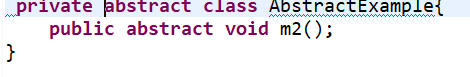 private abstract class AbstractExample{
    public abstract void m2();
}